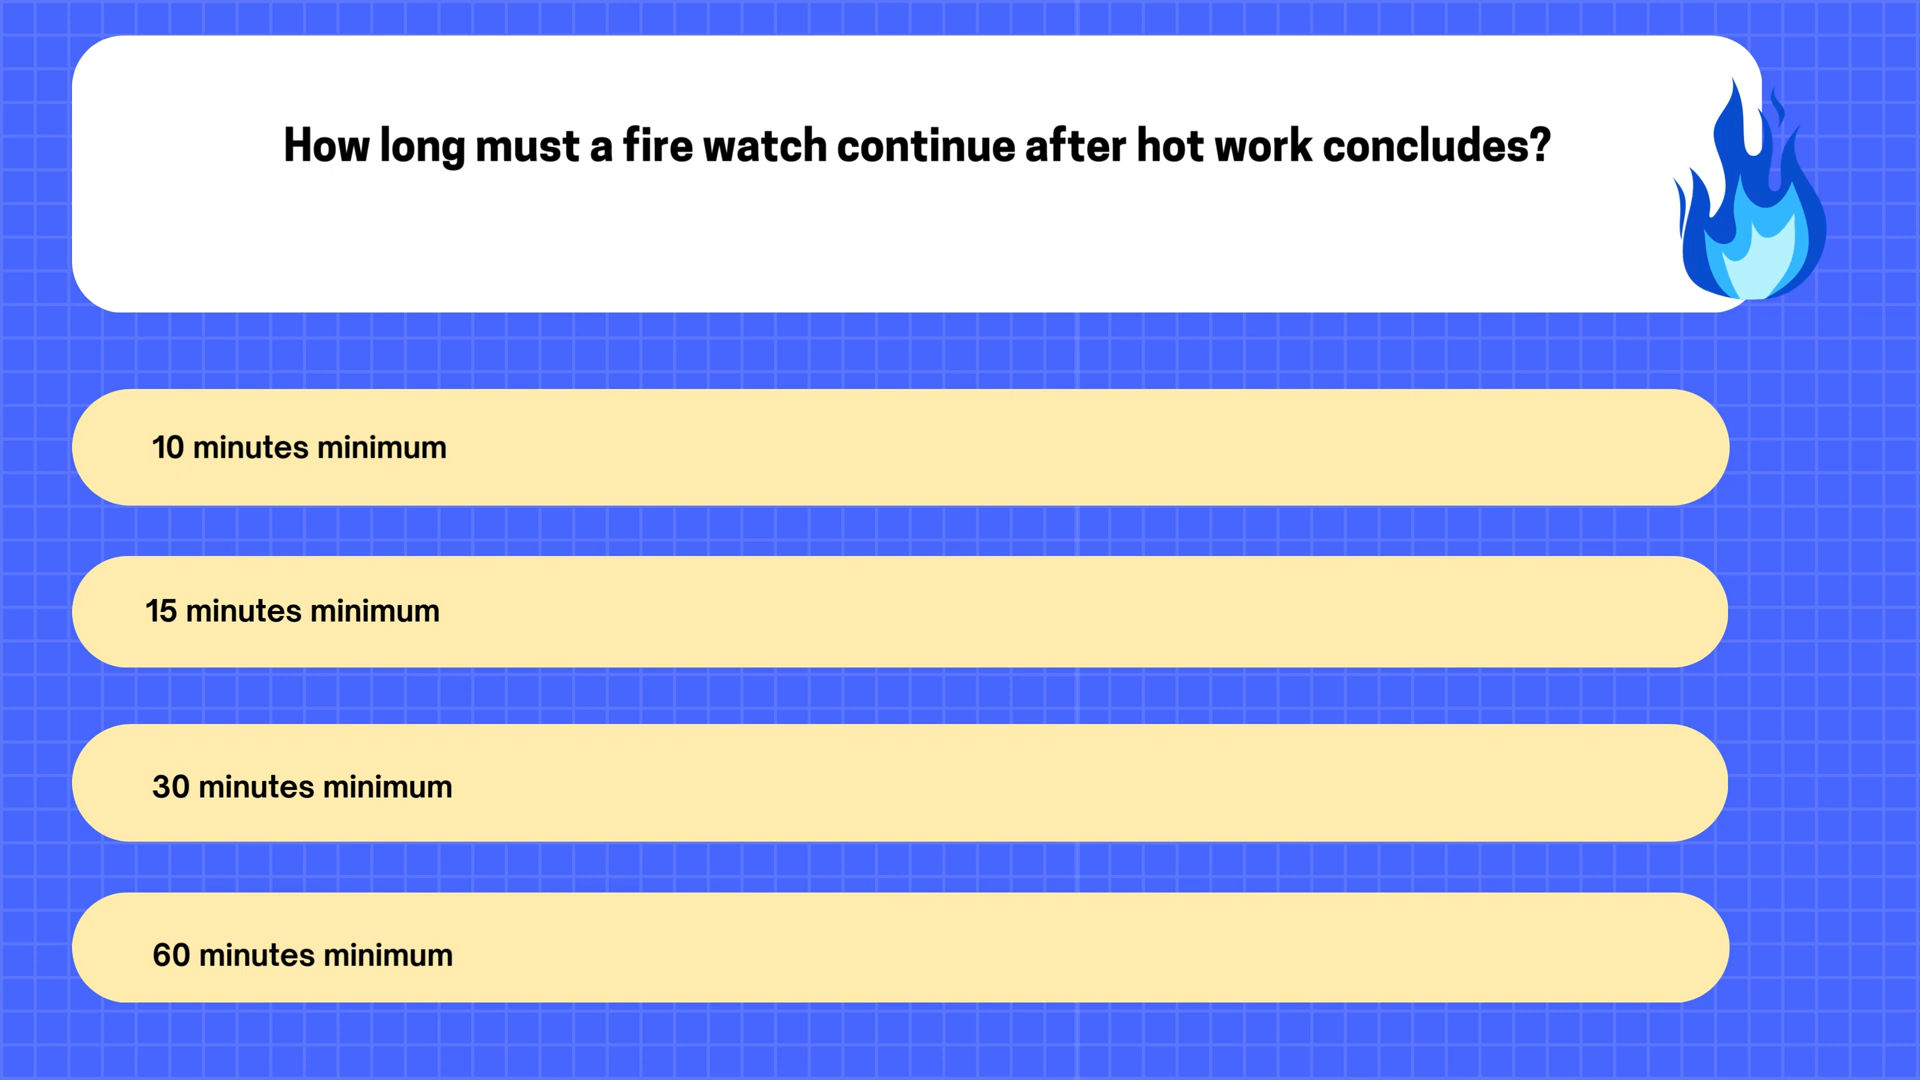 How long must a fire watch continue after hot work concludes?
10 minutes minimum
15 minutes minimum
30 minutes minimum
60 minutes minimum